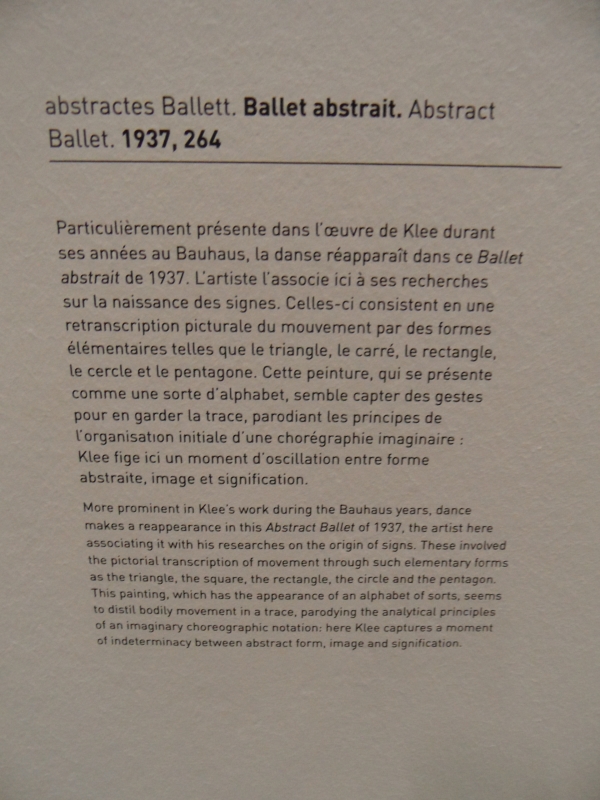 abstractes Ballett. Ballet abstrait. Abstract
Ballet. 1937, 264
Particulièrement présente dans l'œuvre de Klee durant
ses années au Bauhaus, la danse réapparaît dans ce Ballet
abstrait de 1937. L'artiste l'associe ici à ses recherches
sur la naissance des signes. Celles-ci consistent en une
retranscription picturale du mouvement par des formes
élémentaires telles que le triangle, le carré, le rectangle,
le cercle et le pentagone. Cette peinture, qui se présente
comme une sorte d'alphabet, semble capter des gestes
pour en garder la trace, parodiant les principes de
l'organisation initiale d'une chorégraphie imaginaire :
Klee fige ici un moment d'oscillation entre forme
abstraite, image et signification.
More prominent in Klee's work during the Bauhaus years, dance
makes a reappearance in this Abstract Ballet of 1937, the artist here
associating it with his researches on the origin of signs. These involved
the pictorial transcription of movement through such elementary forms
as the triangle, the square, the rectangle, the circle and the pentagon.
This painting, which has the appearance of an alphabet of sorts, seems
to distil bodily movement in a trace, parodying the analytical principles
of an imaginary choreographic notation: here Klee captures a moment
of indeterminacy between abstract form, image and signification.